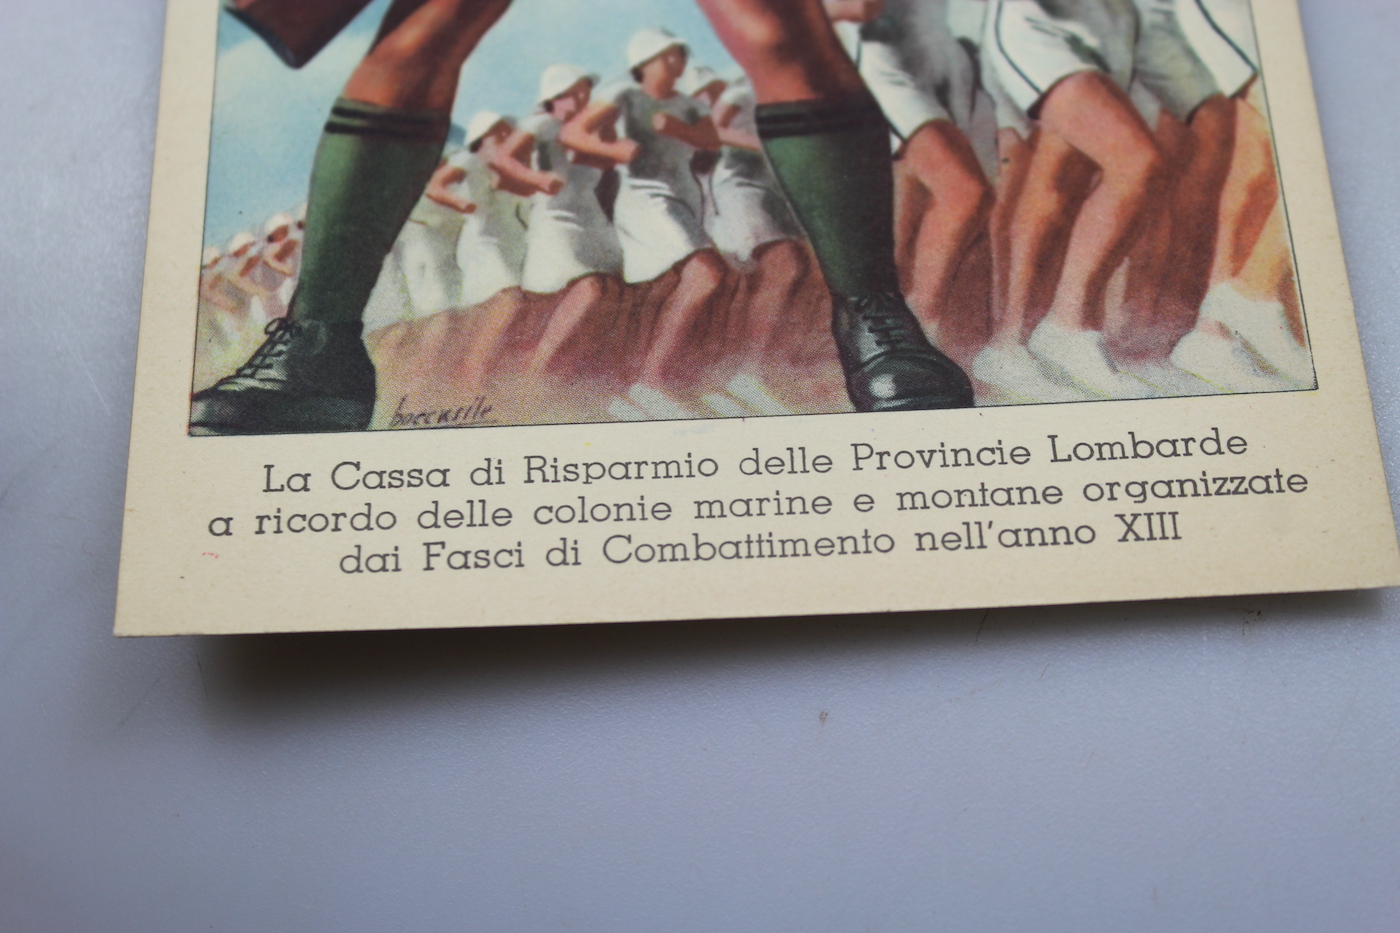 boccasile
La Cassa di Risparmio delle Provincie Lombarde
a ricordo delle colonie marine e montane organizzate
dai Fasci di Combattimento nell'anno XIII